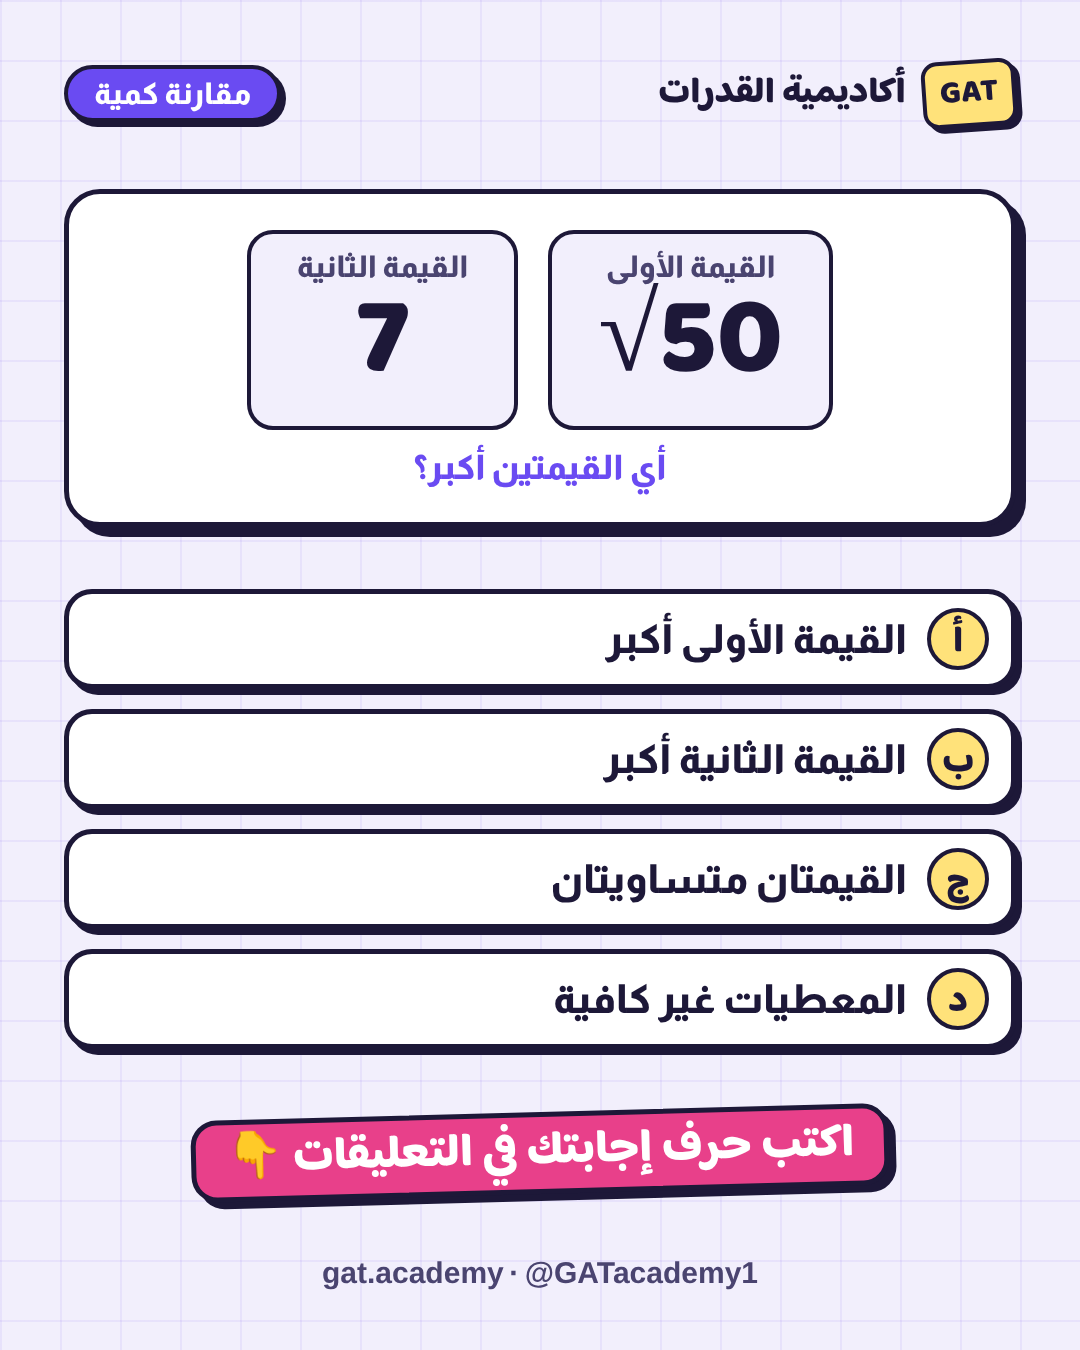 GAT
أكاديمية القدرات
مقارنة كمية
القيمة الأولى
√50
القيمة الثانية
7
أي القيمتين أكبر؟
أ
القيمة الأولى أكبر
ب
القيمة الثانية أكبر
ج
القيمتان متساويتان
د
المعطيات غير كافية
اكتب حرف إجابتك في التعليقات 👇
gat.academy · @GATacademy1